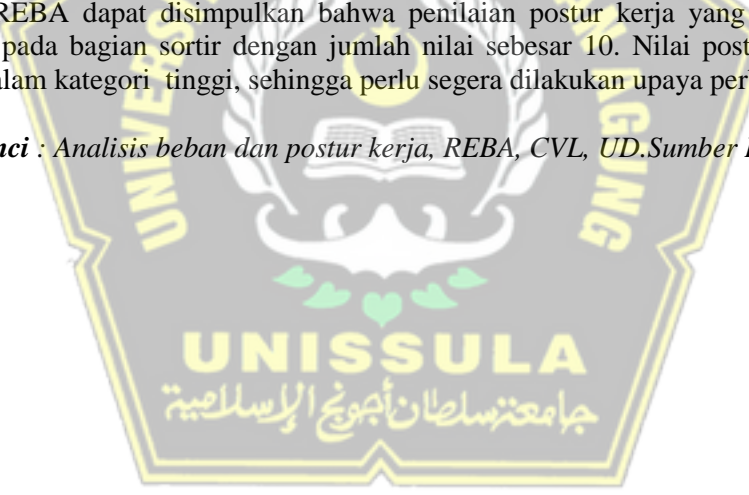 REBA dapat disimpulkan bahwa penilaian postur kerja yang
pada bagian sortir dengan jumlah nilai sebesar 10. Nilai post
alam kategori tinggi, sehingga perlu segera dilakukan upaya per
nci : Analisis beban dan postur kerja, REBA, CVL, UD.Sumber
UNISSULA
جامعة سلطان أجونج الإسلامية